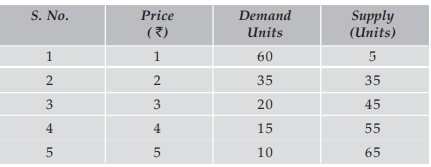 S. No. Price Demand Supply
(₹) Units (Units)
1 1 60 5
2 2 35 35
3 3 20 45
4 4 15 55
5 5 10 65